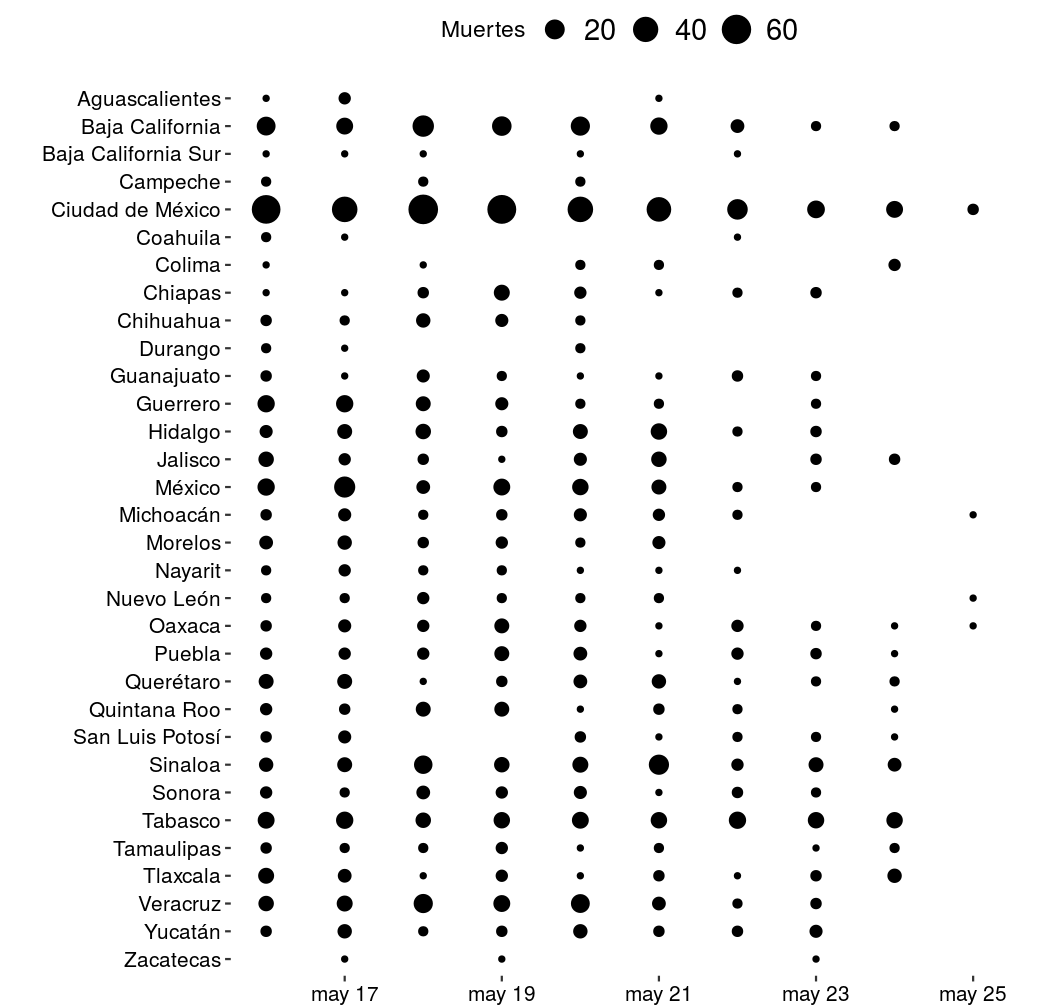 Muertes 20 40 60
Aguascalientes
Baja California
Baja California Sur
Campeche
Ciudad de México
Coahuila
Colima
Chiapas
Chihuahua
Durango
Guanajuato
Guerrero
Hidalgo
Jalisco
México
Michoacán
Morelos
Nayarit
Nuevo León
Oaxaca
Puebla
Querétaro
Quintana Roo
San Luis Potosí
Sinaloa
Sonora
Tabasco
Tamaulipas
Tlaxcala
Veracruz
Yucatán
Zacatecas
may 17 may 19 may 21 may 23 may 25